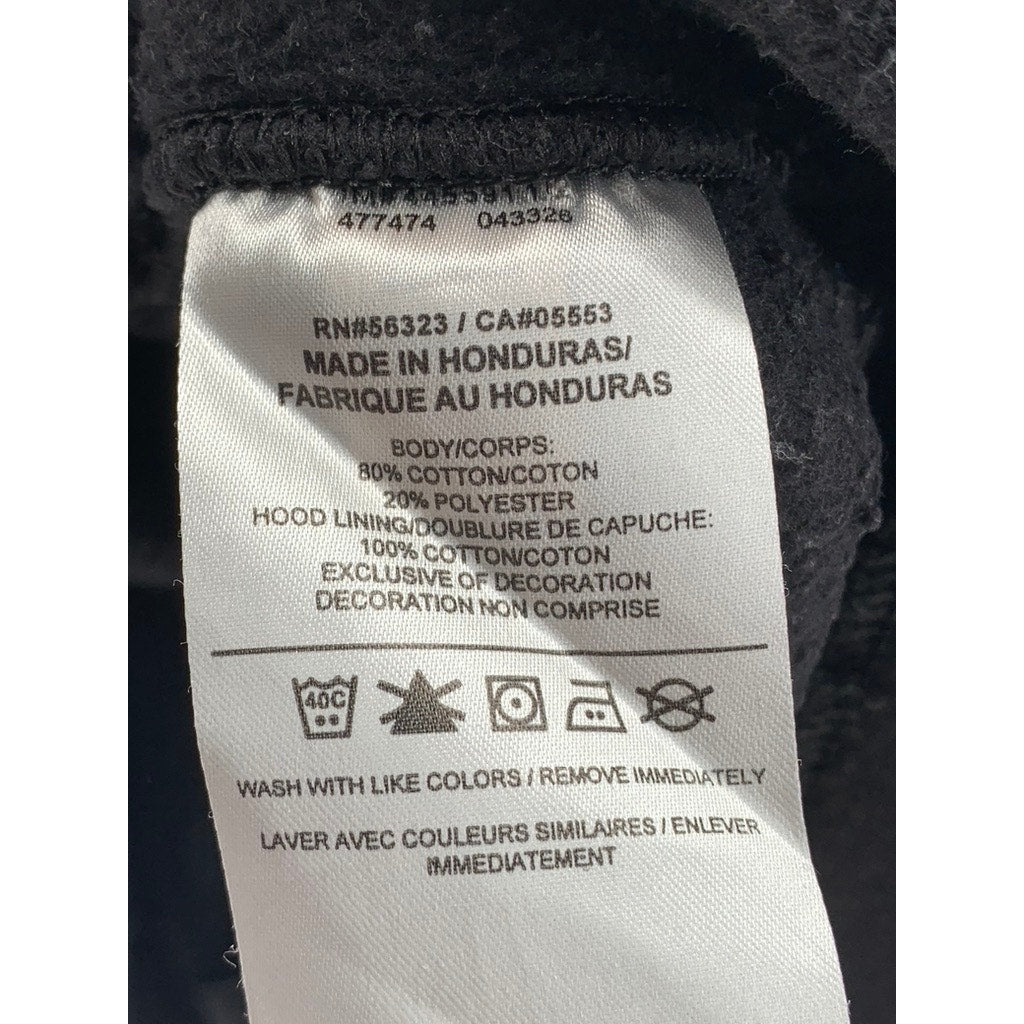 477474 043326
RN#56323 / CA#05553
MADE IN HONDURAS/
FABRIQUE AU HONDURAS
BODY/CORPS:
80% COTTON/COTON
20% POLYESTER
HOOD LINING/DOUBLURE DE CAPUCHE:
100% COTTON/COTON
EXCLUSIVE OF DECORATION
DECORATION NON COMPRISE
40C
WASH WITH LIKE COLORS / REMOVE IMMEDIATELY
LAVER AVEC COULEURS SIMILAIRES / ENLEVER
IMMEDIATEMENT